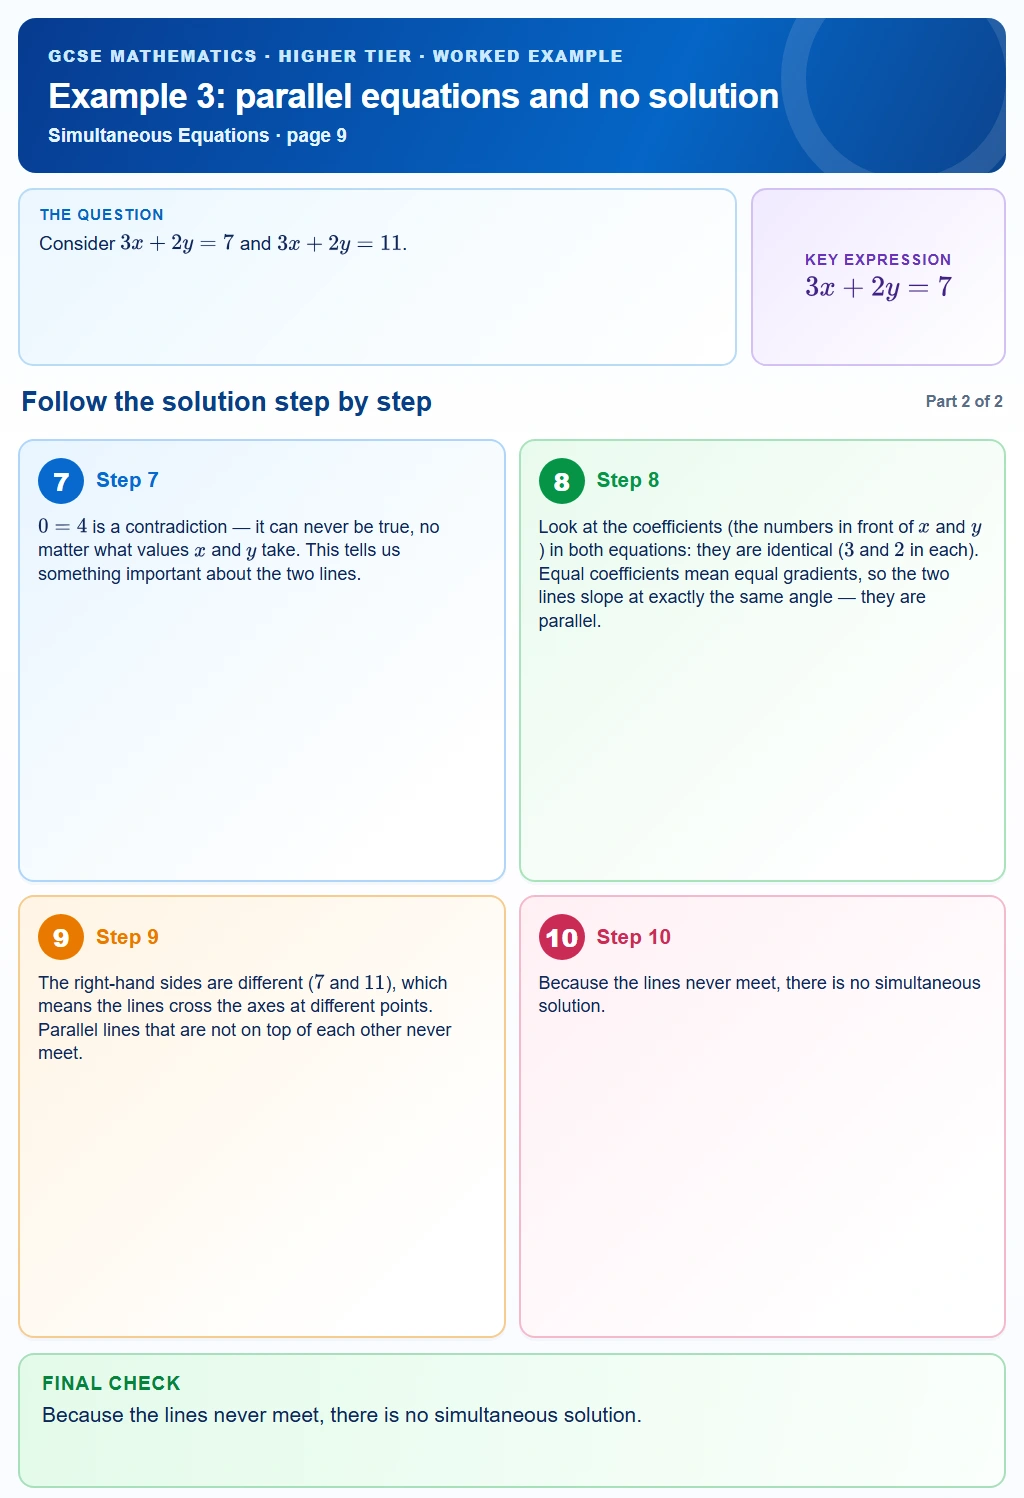 GCSE MATHEMATICS · HIGHER TIER · WORKED EXAMPLE
Example 3: parallel equations and no solution
Simultaneous Equations · page 9
THE QUESTION
Consider 3x + 2y = 7 and 3x + 2y = 11.
KEY EXPRESSION
3x + 2y = 7
Follow the solution step by step
Part 2 of 2
7 Step 7
0 = 4 is a contradiction — it can never be true, no
matter what values x and y take. This tells us
something important about the two lines.
8 Step 8
Look at the coefficients (the numbers in front of x and y
) in both equations: they are identical (3 and 2 in each).
Equal coefficients mean equal gradients, so the two
lines slope at exactly the same angle — they are
parallel.
9 Step 9
The right-hand sides are different (7 and 11), which
means the lines cross the axes at different points.
Parallel lines that are not on top of each other never
meet.
10 Step 10
Because the lines never meet, there is no simultaneous
solution.
FINAL CHECK
Because the lines never meet, there is no simultaneous solution.